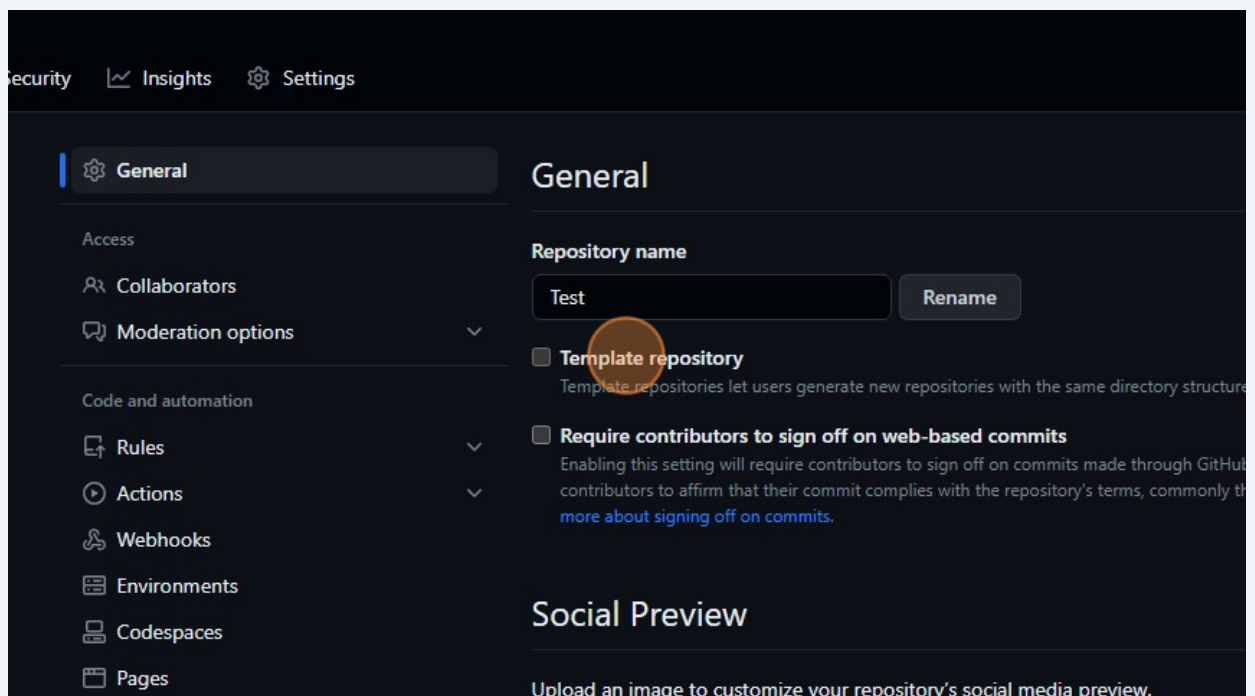 Security Insights Settings
General
Access
Collaborators
Moderation options
Code and automation
Rules
Actions
Webhooks
Environments
Codespaces
Pages
General
Repository name
Test Rename
Template repository
Template repositories let users generate new repositories with the same directory structure
Require contributors to sign off on web-based commits
Enabling this setting will require contributors to sign off on commits made through GitHub
contributors to affirm that their commit complies with the repository's terms, commonly th
more about signing off on commits.
Social Preview
Upload an image to customize your repository's social media preview.